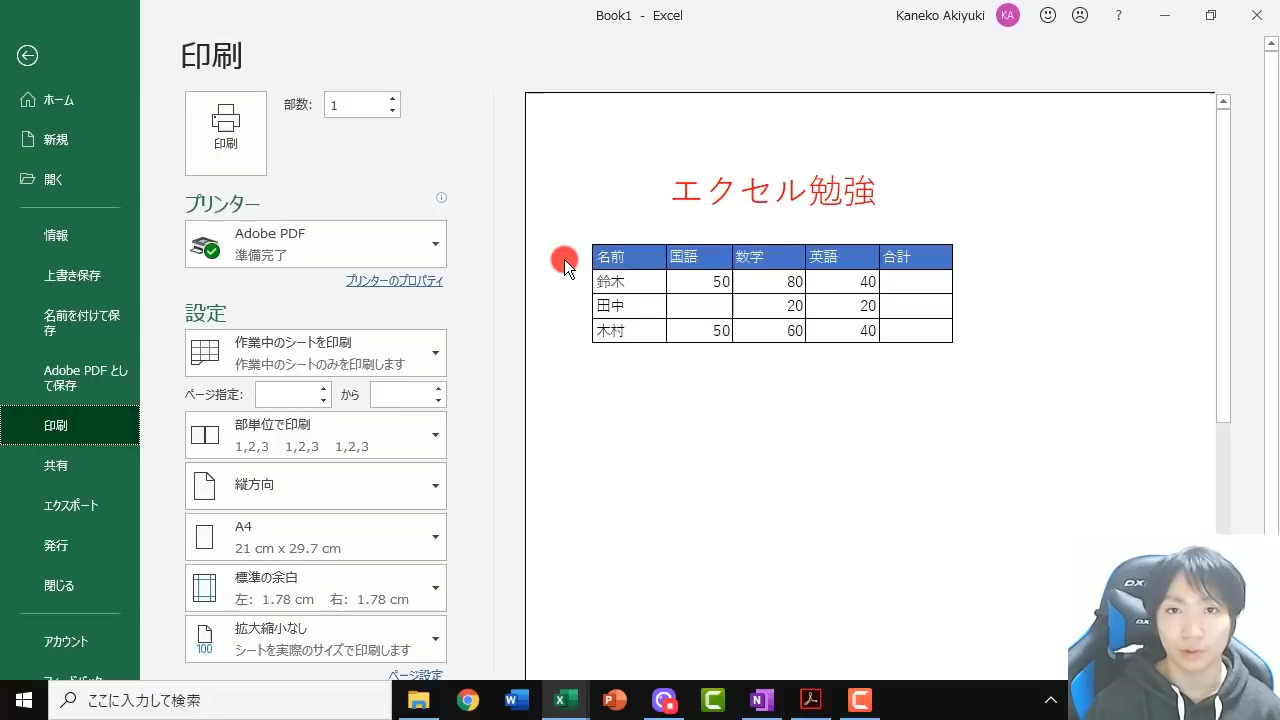 Book1 - Excel
Kaneko Akiyuki
KA
?
印刷
ホーム
新規
開く
情報
上書き保存
名前を付けて保
存
Adobe PDF とし
て保存
印刷
共有
エクスポート
発行
閉じる
アカウント
印刷
部数: 1
プリンター
Adobe PDF
準備完了
プリンターのプロパティ
設定
作業中のシートを印刷
作業中のシートのみを印刷します
ページ指定: から
部単位で印刷
1,2,3 1,2,3 1,2,3
縦方向
A4
21 cm x 29.7 cm
標準の余白
左: 1.78 cm 右: 1.78 cm
100
拡大縮小なし
シートを実際のサイズで印刷します
ページ設定
エクセル勉強
名前 国語 数学 英語 合計
鈴木 50 80 40
田中 20 20
木村 50 60 40
DX
ここに入力して検索